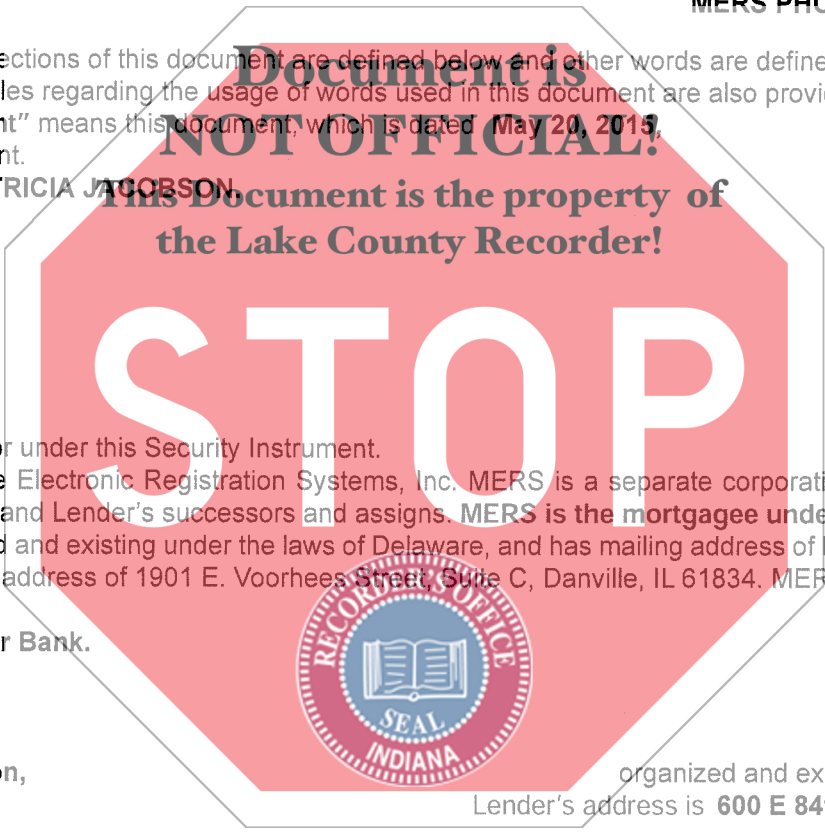 MERS PHO
ections of this document are defined below and other words are define
les regarding the usage of words used in this document are also provi
nt” means this document, which is dated May 20, 2015,
nt.
TRICIA JACOBSON.
Document is
NOT OFFICIAL!
This Document is the property of
the Lake County Recorder!
STOP
or under this Security Instrument.
e Electronic Registration Systems, Inc. MERS is a separate corporati
and Lender's successors and assigns. MERS is the mortgagee unde
d and existing under the laws of Delaware, and has mailing address of
address of 1901 E. Voorhees Street, Suite C, Danville, IL 61834. MER
r Bank.
RECORDER'S OFFICE
SEAL
INDIANA
on,
organized and ex
Lender's address is 600 E 84